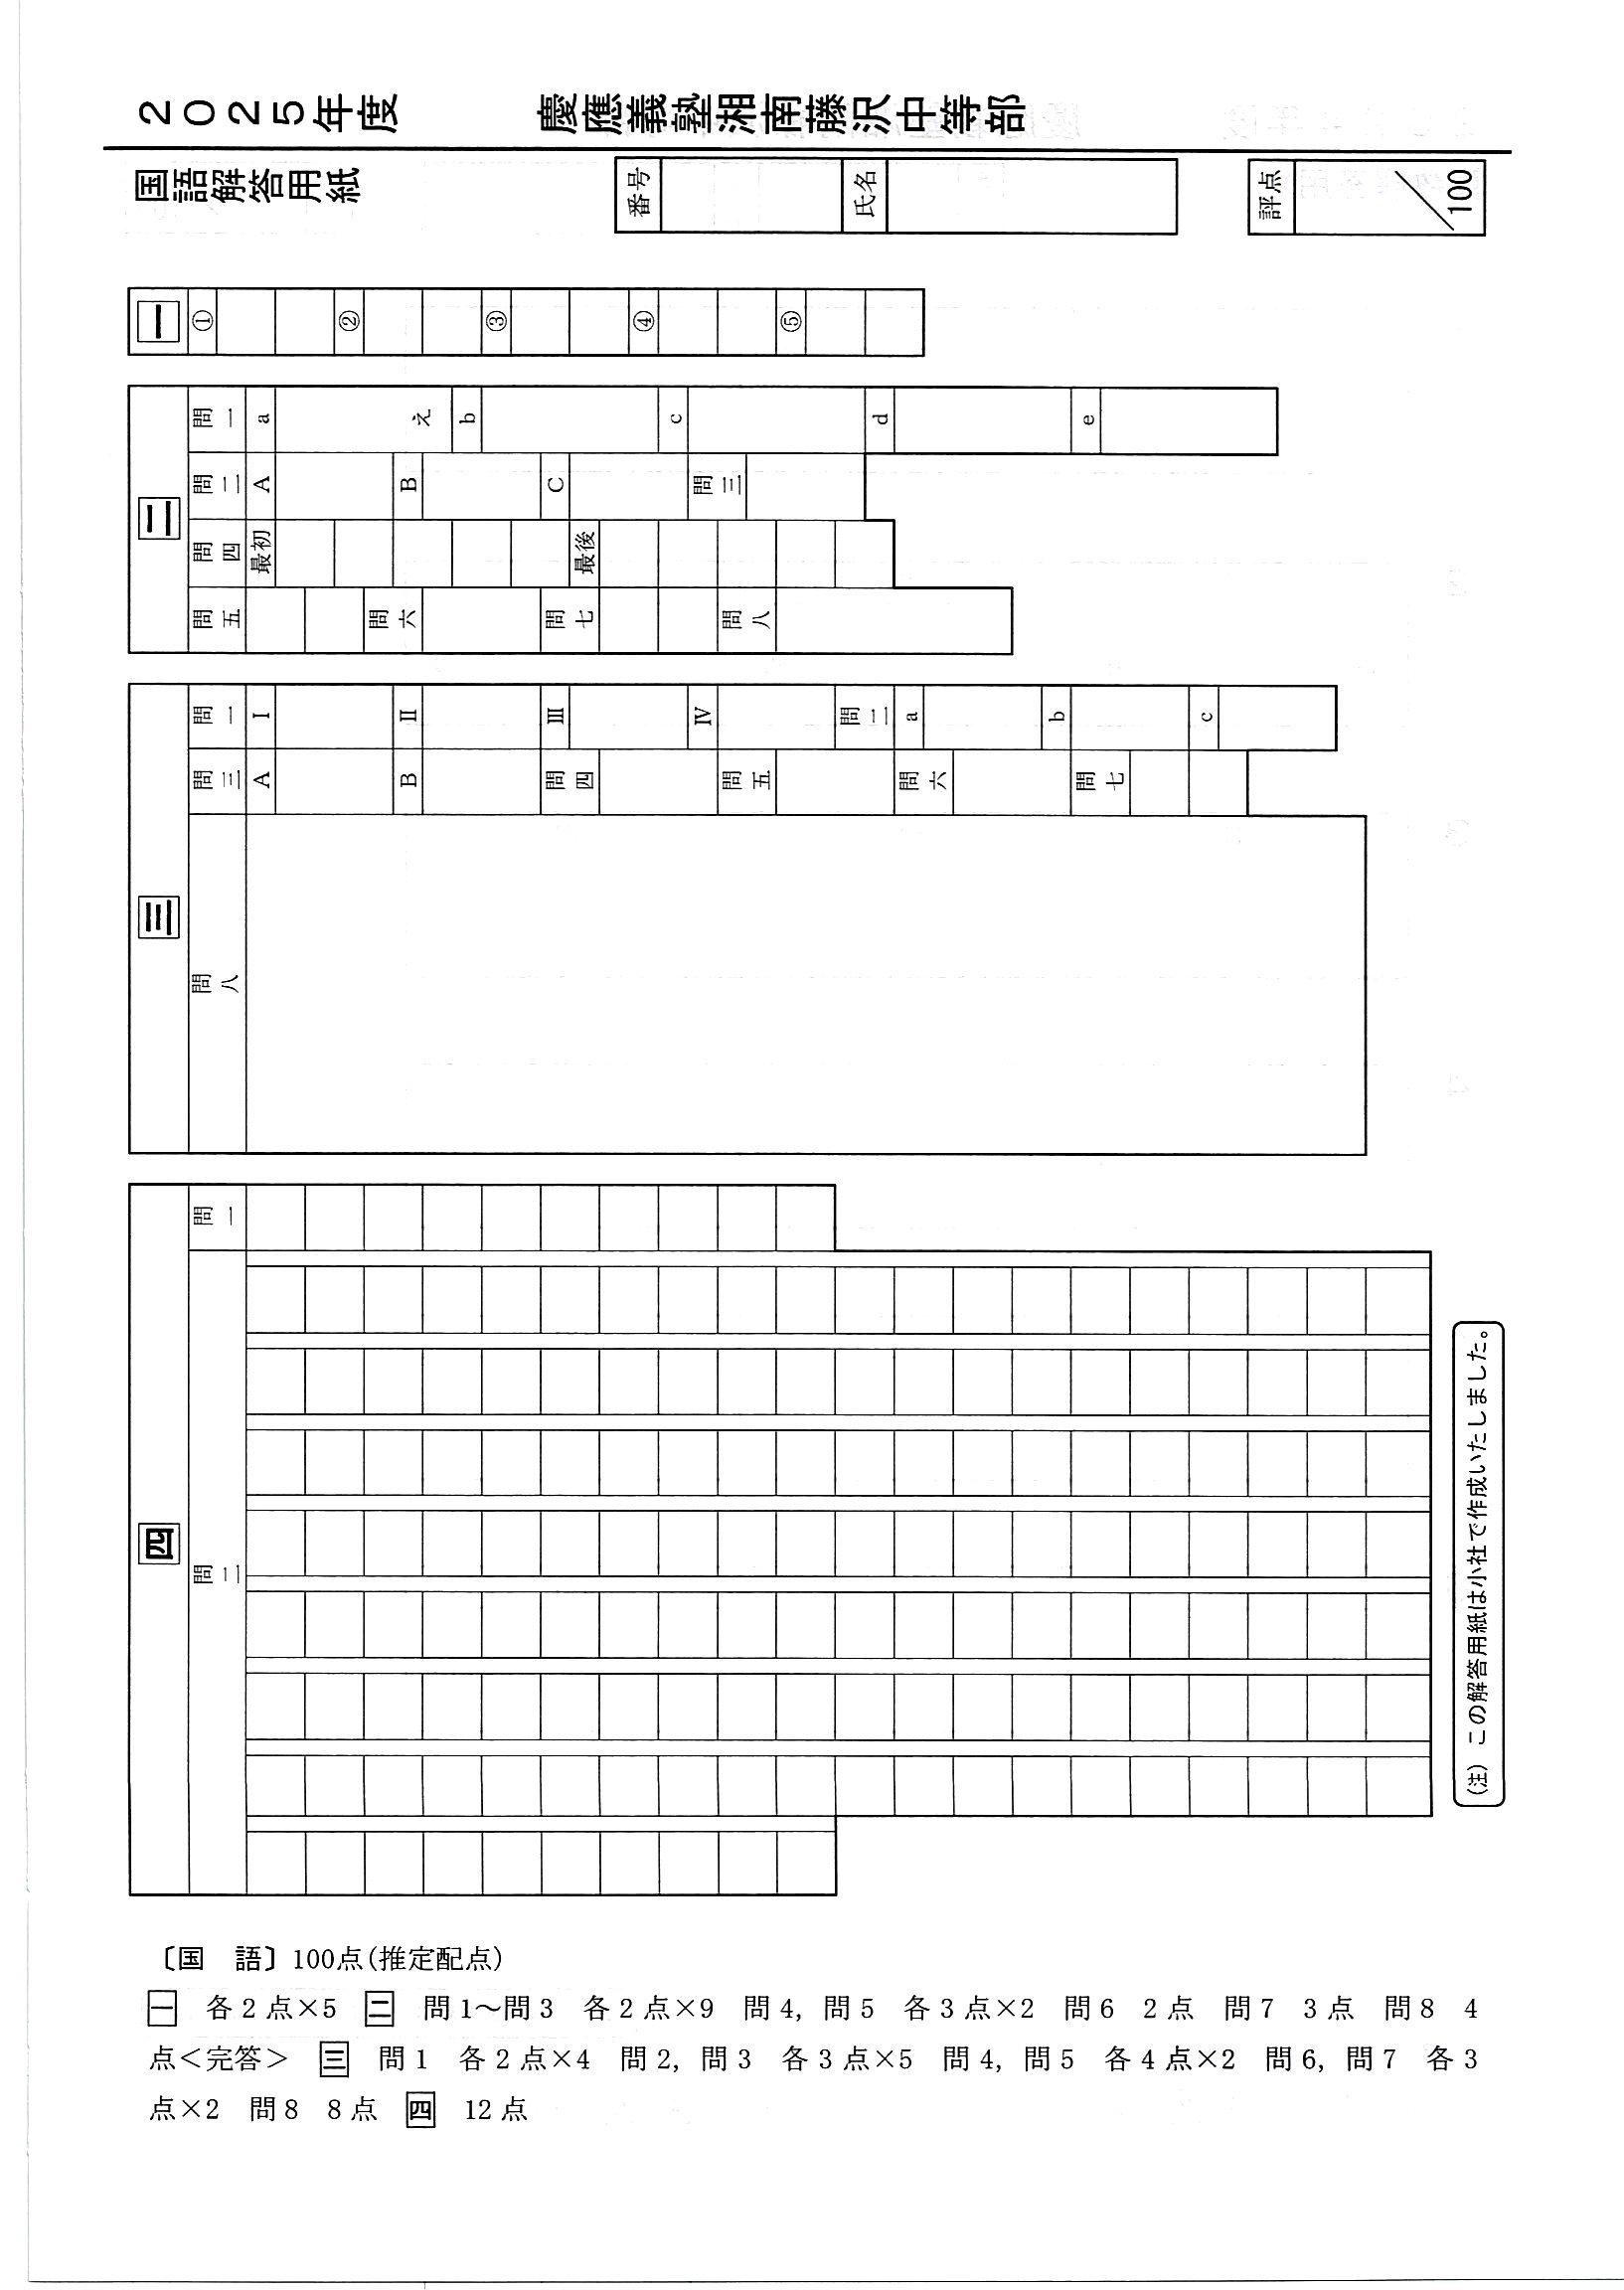 2025年度　慶應義塾湘南藤沢中等部
国語解答用紙　番号　氏名　評点　／100
一　①　②　③　④　⑤
二　問一　a　え　b　c　d　e
問二　A　B　C　問三
問四　最初　最後
問五　問六　問七　問八
三　問一　Ⅰ　Ⅱ　Ⅲ　Ⅳ　問二　a　b　c
問三　A　B　問四　問五　問六　問七
問八
四　問一
問二
(注)　この解答用紙は小社で作成いたしました。
〔国　語〕100点(推定配点)
一　各2点×5　二　問1～問3　各2点×9　問4，問5　各3点×2　問6　2点　問7　3点　問8　4
点＜完答＞　三　問1　各2点×4　問2，問3　各3点×5　問4，問5　各4点×2　問6，問7　各3
点×2　問8　8点　四　12点